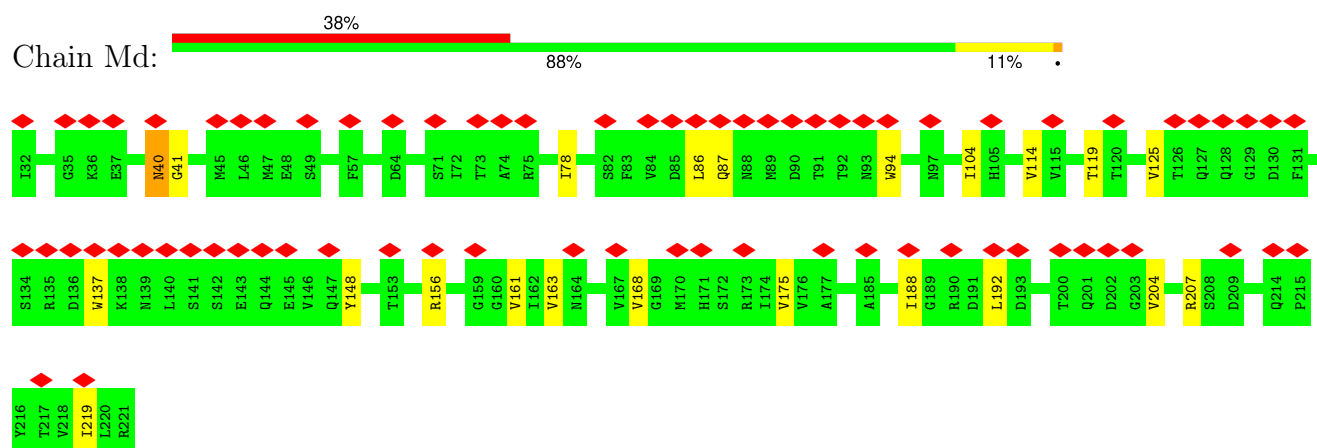 38%
Chain Md:
88% 11% •
I32 G35 K36 E37 N40 G41 M45 L46 M47 E48 S49 F57 D64 S71 I72 T73 A74 R75 I78 S82 F83 V84 D85 L86 Q87 N88 M89 D90 T91 T92 N93 W94 N97 I104 H105 V114 V115 T119 T120 V125 T126 Q127 Q128 G129 D130 F131
S134 R135 D136 W137 K138 N139 L140 S141 S142 E143 Q144 E145 V146 Q147 Y148 T153 R156 G159 G160 V161 I162 V163 N164 V167 V168 G169 M170 H171 S172 R173 I174 V175 V176 A177 A185 I188 G189 R190 D191 L192 D193 T200 Q201 D202 G203 V204 R207 S208 D209 Q214 P215
Y216 T217 V218 I219 L220 R221